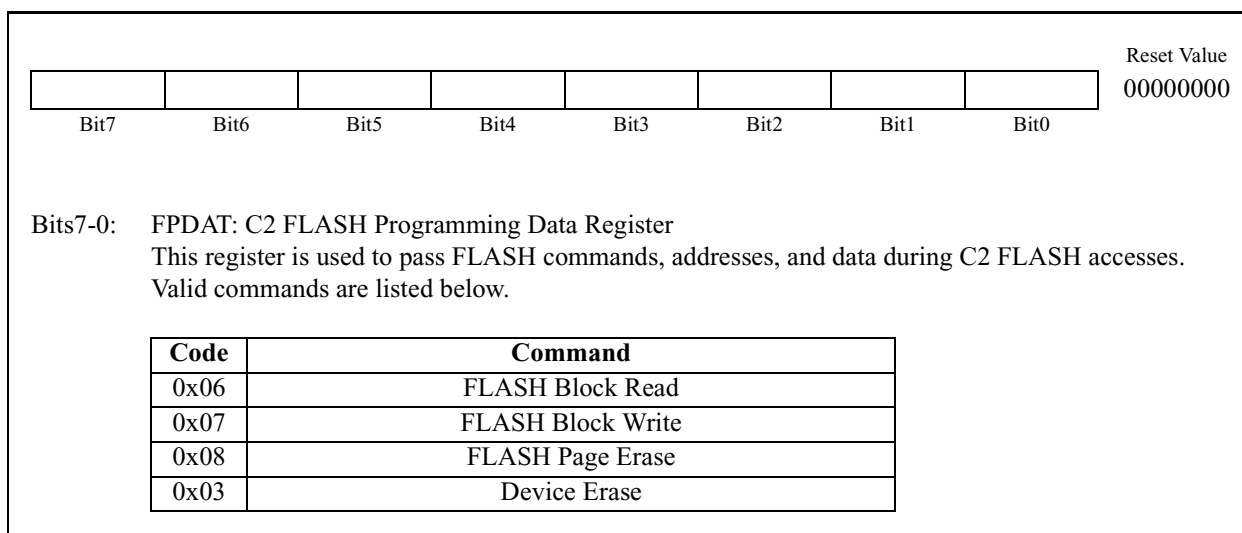 Reset Value
00000000
Bit7 Bit6 Bit5 Bit4 Bit3 Bit2 Bit1 Bit0
Bits7-0: FPDAT: C2 FLASH Programming Data Register
This register is used to pass FLASH commands, addresses, and data during C2 FLASH accesses.
Valid commands are listed below.
Code Command
0x06 FLASH Block Read
0x07 FLASH Block Write
0x08 FLASH Page Erase
0x03 Device Erase